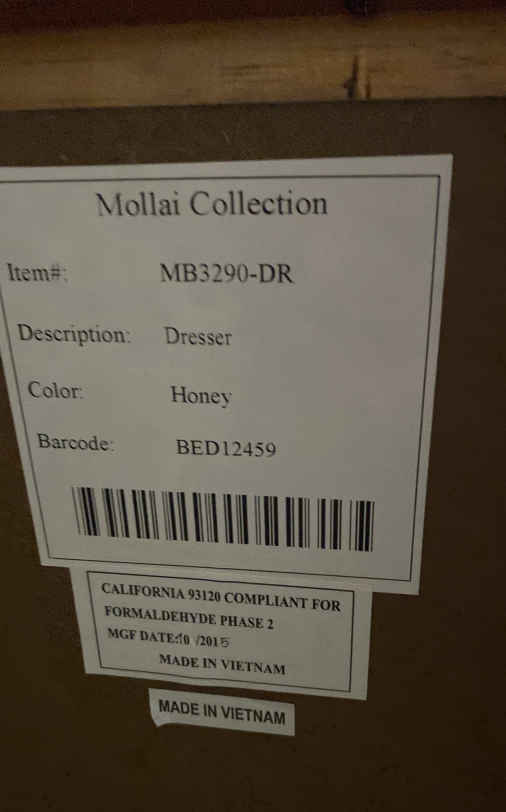 Mollai Collection
Item#: MB3290-DR
Description: Dresser
Color: Honey
Barcode: BED12459
CALIFORNIA 93120 COMPLIANT FOR
FORMALDEHYDE PHASE 2
MGF DATE:10 /2015
MADE IN VIETNAM
MADE IN VIETNAM